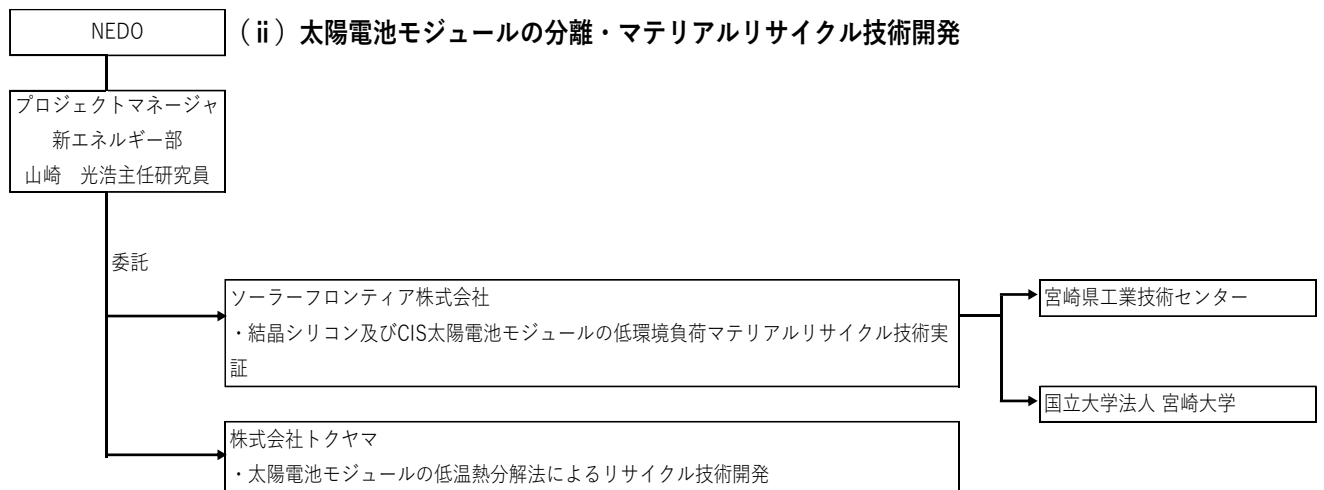 NEDO
(ⅱ)太陽電池モジュールの分離・マテリアルリサイクル技術開発
プロジェクトマネージャ
新エネルギー部
山崎　光浩主任研究員
委託
ソーラーフロンティア株式会社
・結晶シリコン及びCIS太陽電池モジュールの低環境負荷マテリアルリサイクル技術実
証
宮崎県工業技術センター
国立大学法人 宮崎大学
株式会社トクヤマ
・太陽電池モジュールの低温熱分解法によるリサイクル技術開発